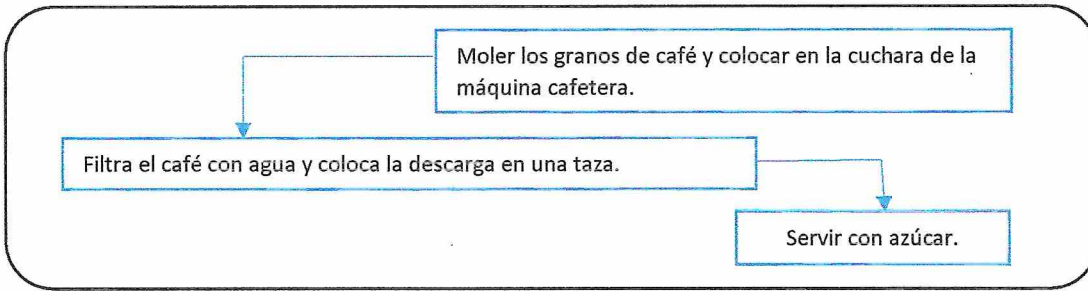 Moler los granos de café y colocar en la cuchara de la
máquina cafetera.
Filtra el café con agua y coloca la descarga en una taza.
Servir con azúcar.